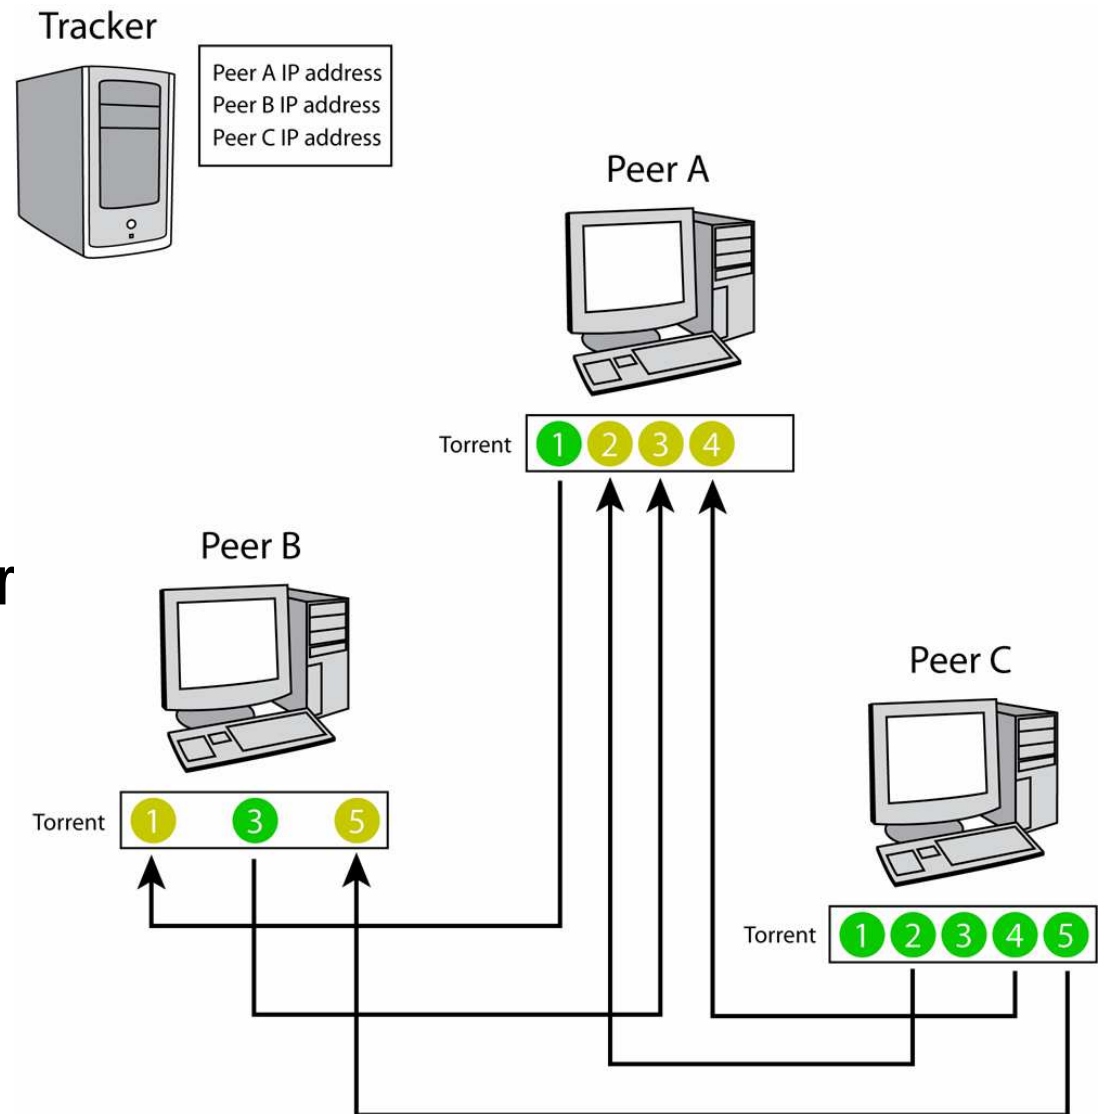 Tracker
Peer A IP address
Peer B IP address
Peer C IP address
Peer A
Torrent 1 2 3 4
Peer B
r
Peer C
Torrent 1 3 5
Torrent 1 2 3 4 5